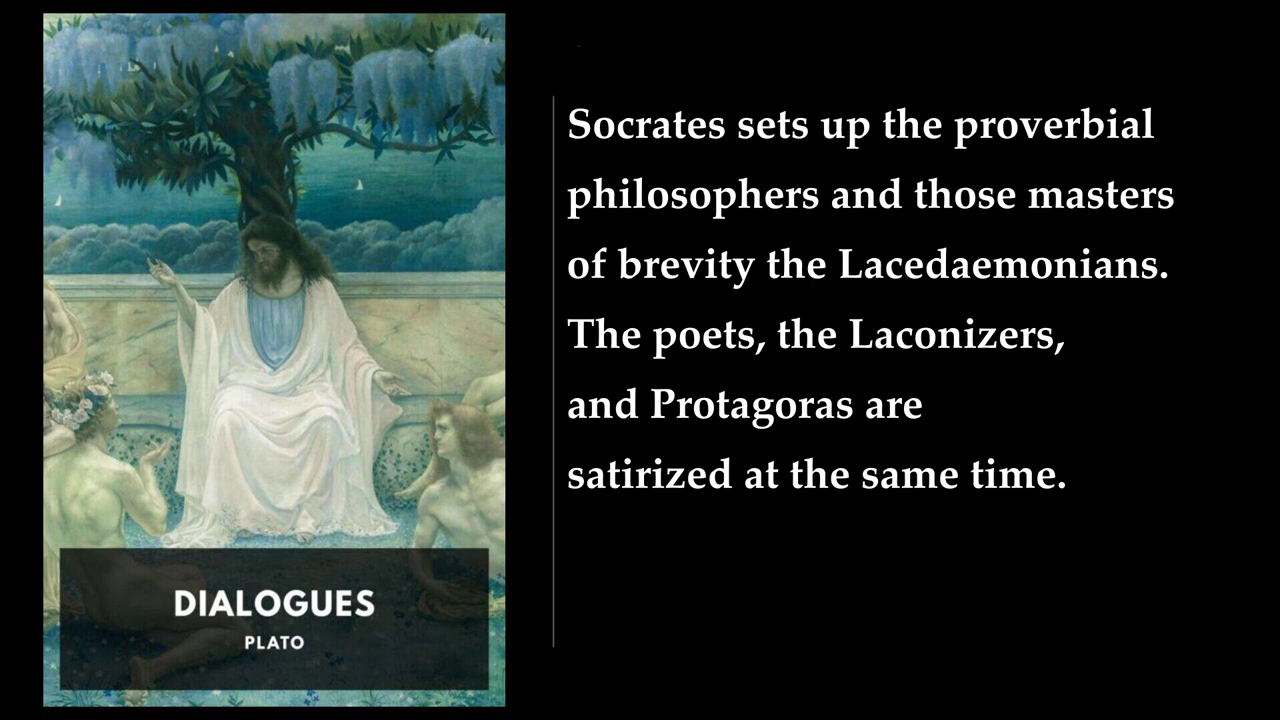 DIALOGUES
PLATO
Socrates sets up the proverbial
philosophers and those masters
of brevity the Lacedaemonians.
The poets, the Laconizers,
and Protagoras are
satirized at the same time.